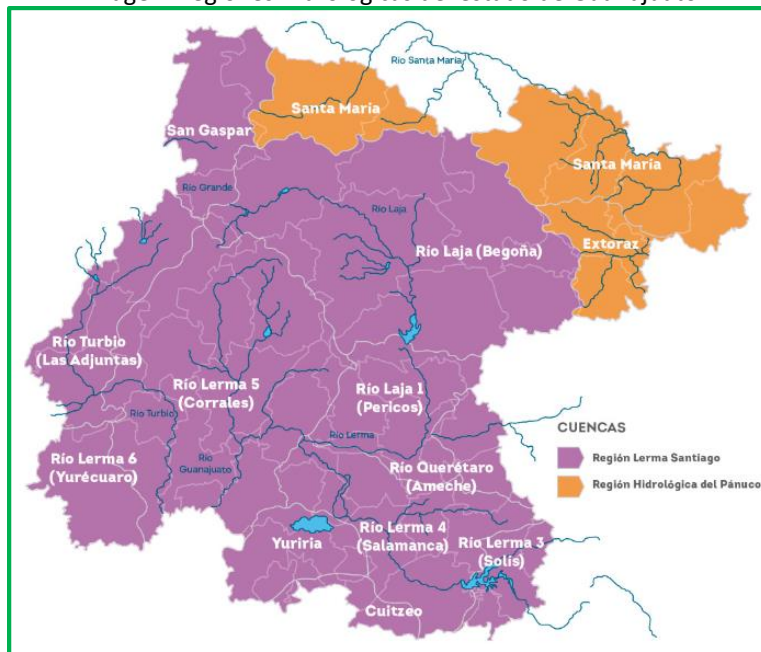 Río Santa María
Santa María
San Gaspar
Santa María
Río Grande
Río Laja
Extoraz
Río Laja (Begoña)
Río Turbio
(Las Adjuntas)
Río Lerma 5
(Corrales)
Río Laja 1
(Pericos)
Río Turbio
Río Lerma
CUENCAS
Región Lerma Santiago
Región Hidrológica del Pánuco
Río Lerma 6
(Yurécuaro)
Río
Guanajuato
Río Querétaro
(Ameche)
Río Lerma 4
(Salamanca)
Río Lerma 3
(Solís)
Yuriria
Cuitzeo